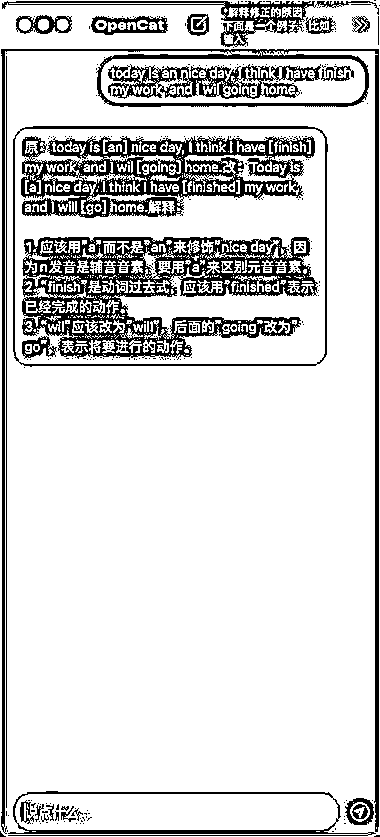 OpenCat
解释修正的原因
下面是一个例子，比如
输入
today is an nice day, I think I have finish
my work, and I wil going home.
原：today is [an] nice day, I think I have [finish]
my work, and I wil [going] home.改：Today is
[a] nice day, I think I have [finished] my work,
and I will [go] home.解释：
1. 应该用"a"而不是"an"来修饰"nice day"，因
为n发音是辅音音素，要用"a"来区别元音音素。
2. "finish"是动词过去式，应该用"finished"表示
已经完成的动作。
3. "wil"应该改为"will"，后面的"going"改为"
go"，表示将要进行的动作。
说点什么...